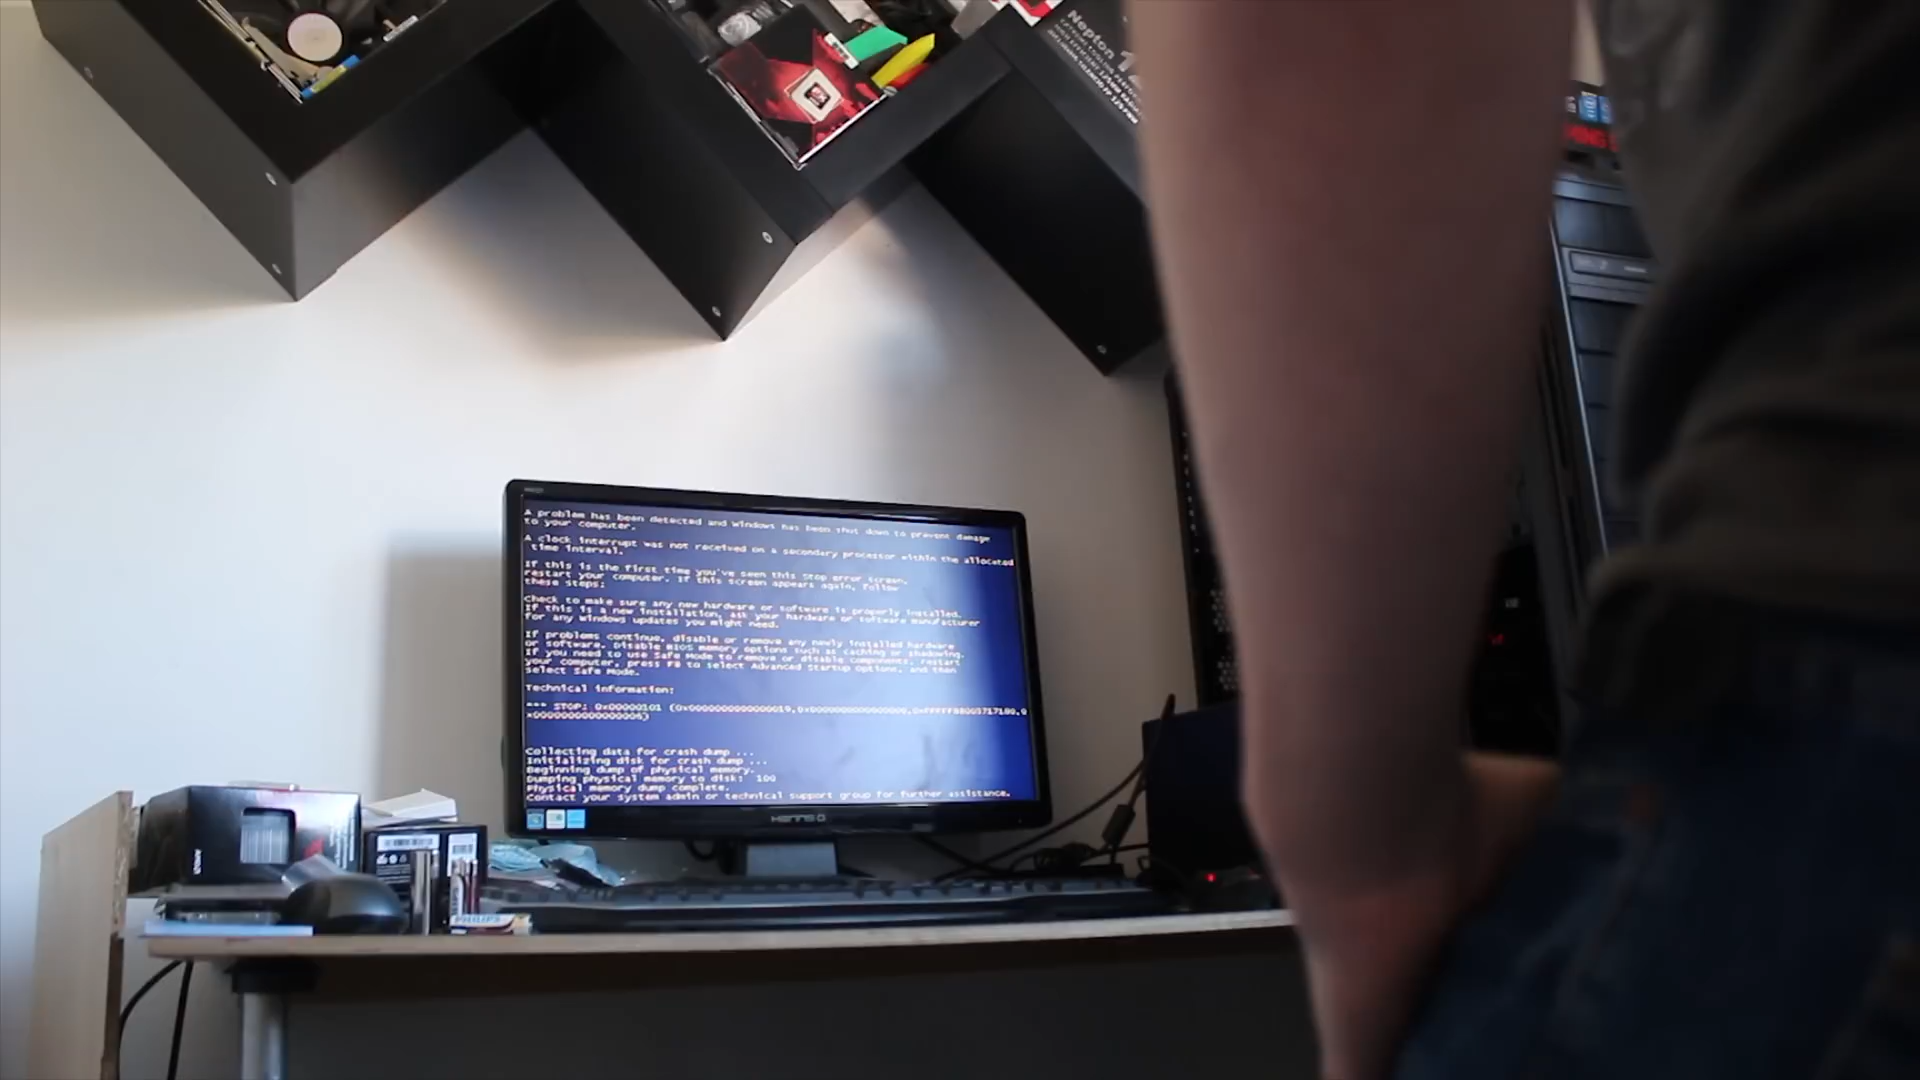 Nepton
A problem has been detected and windows has been shut down to prevent damage
to your computer.
A clock interrupt was not received on a secondary processor within the allocated
time interval.
If this is the first time you've seen this Stop error screen,
restart your computer. If this screen appears again, follow
these steps:
Check to make sure any new hardware or software is properly installed.
If this is a new installation, ask your hardware or software manufacturer
for any windows updates you might need.
If problems continue, disable or remove any newly installed hardware
or software. Disable BIOS memory options such as caching or shadowing.
If you need to use Safe Mode to remove or disable components, restart
your computer, press F8 to select Advanced Startup Options, and then
select Safe Mode.
Technical information:
*** STOP: 0x00000101
Collecting data for crash dump ...
Initializing disk for crash dump ...
Beginning dump of physical memory.
Dumping physical memory to disk: 100
Physical memory dump complete.
Contact your system admin or technical support group for further assistance.
HANNS G
AMD
PHILIPS